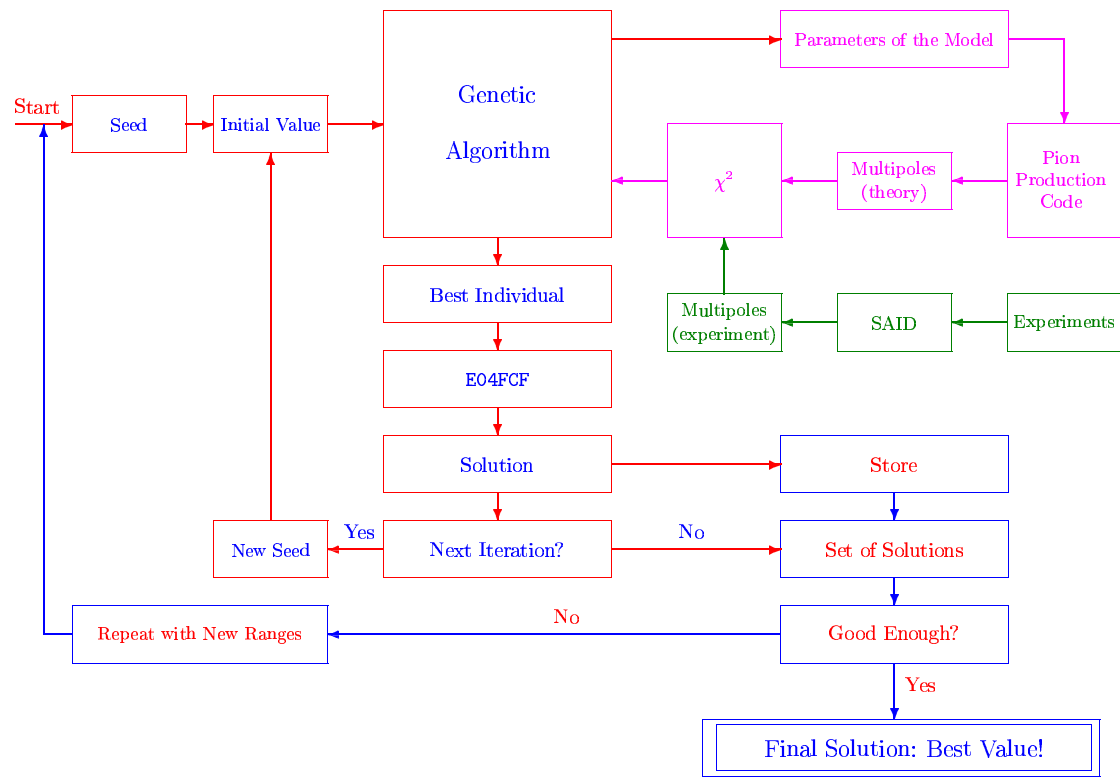 Start
Seed
Initial Value
Genetic
Algorithm
Parameters of the Model
Pion
Production
Code
Multipoles
(theory)
χ²
Best Individual
Multipoles
(experiment)
SAID
Experiments
E04FCF
Solution
Store
New Seed
Yes
Next Iteration?
No
Set of Solutions
Repeat with New Ranges
No
Good Enough?
Yes
Final Solution: Best Value!